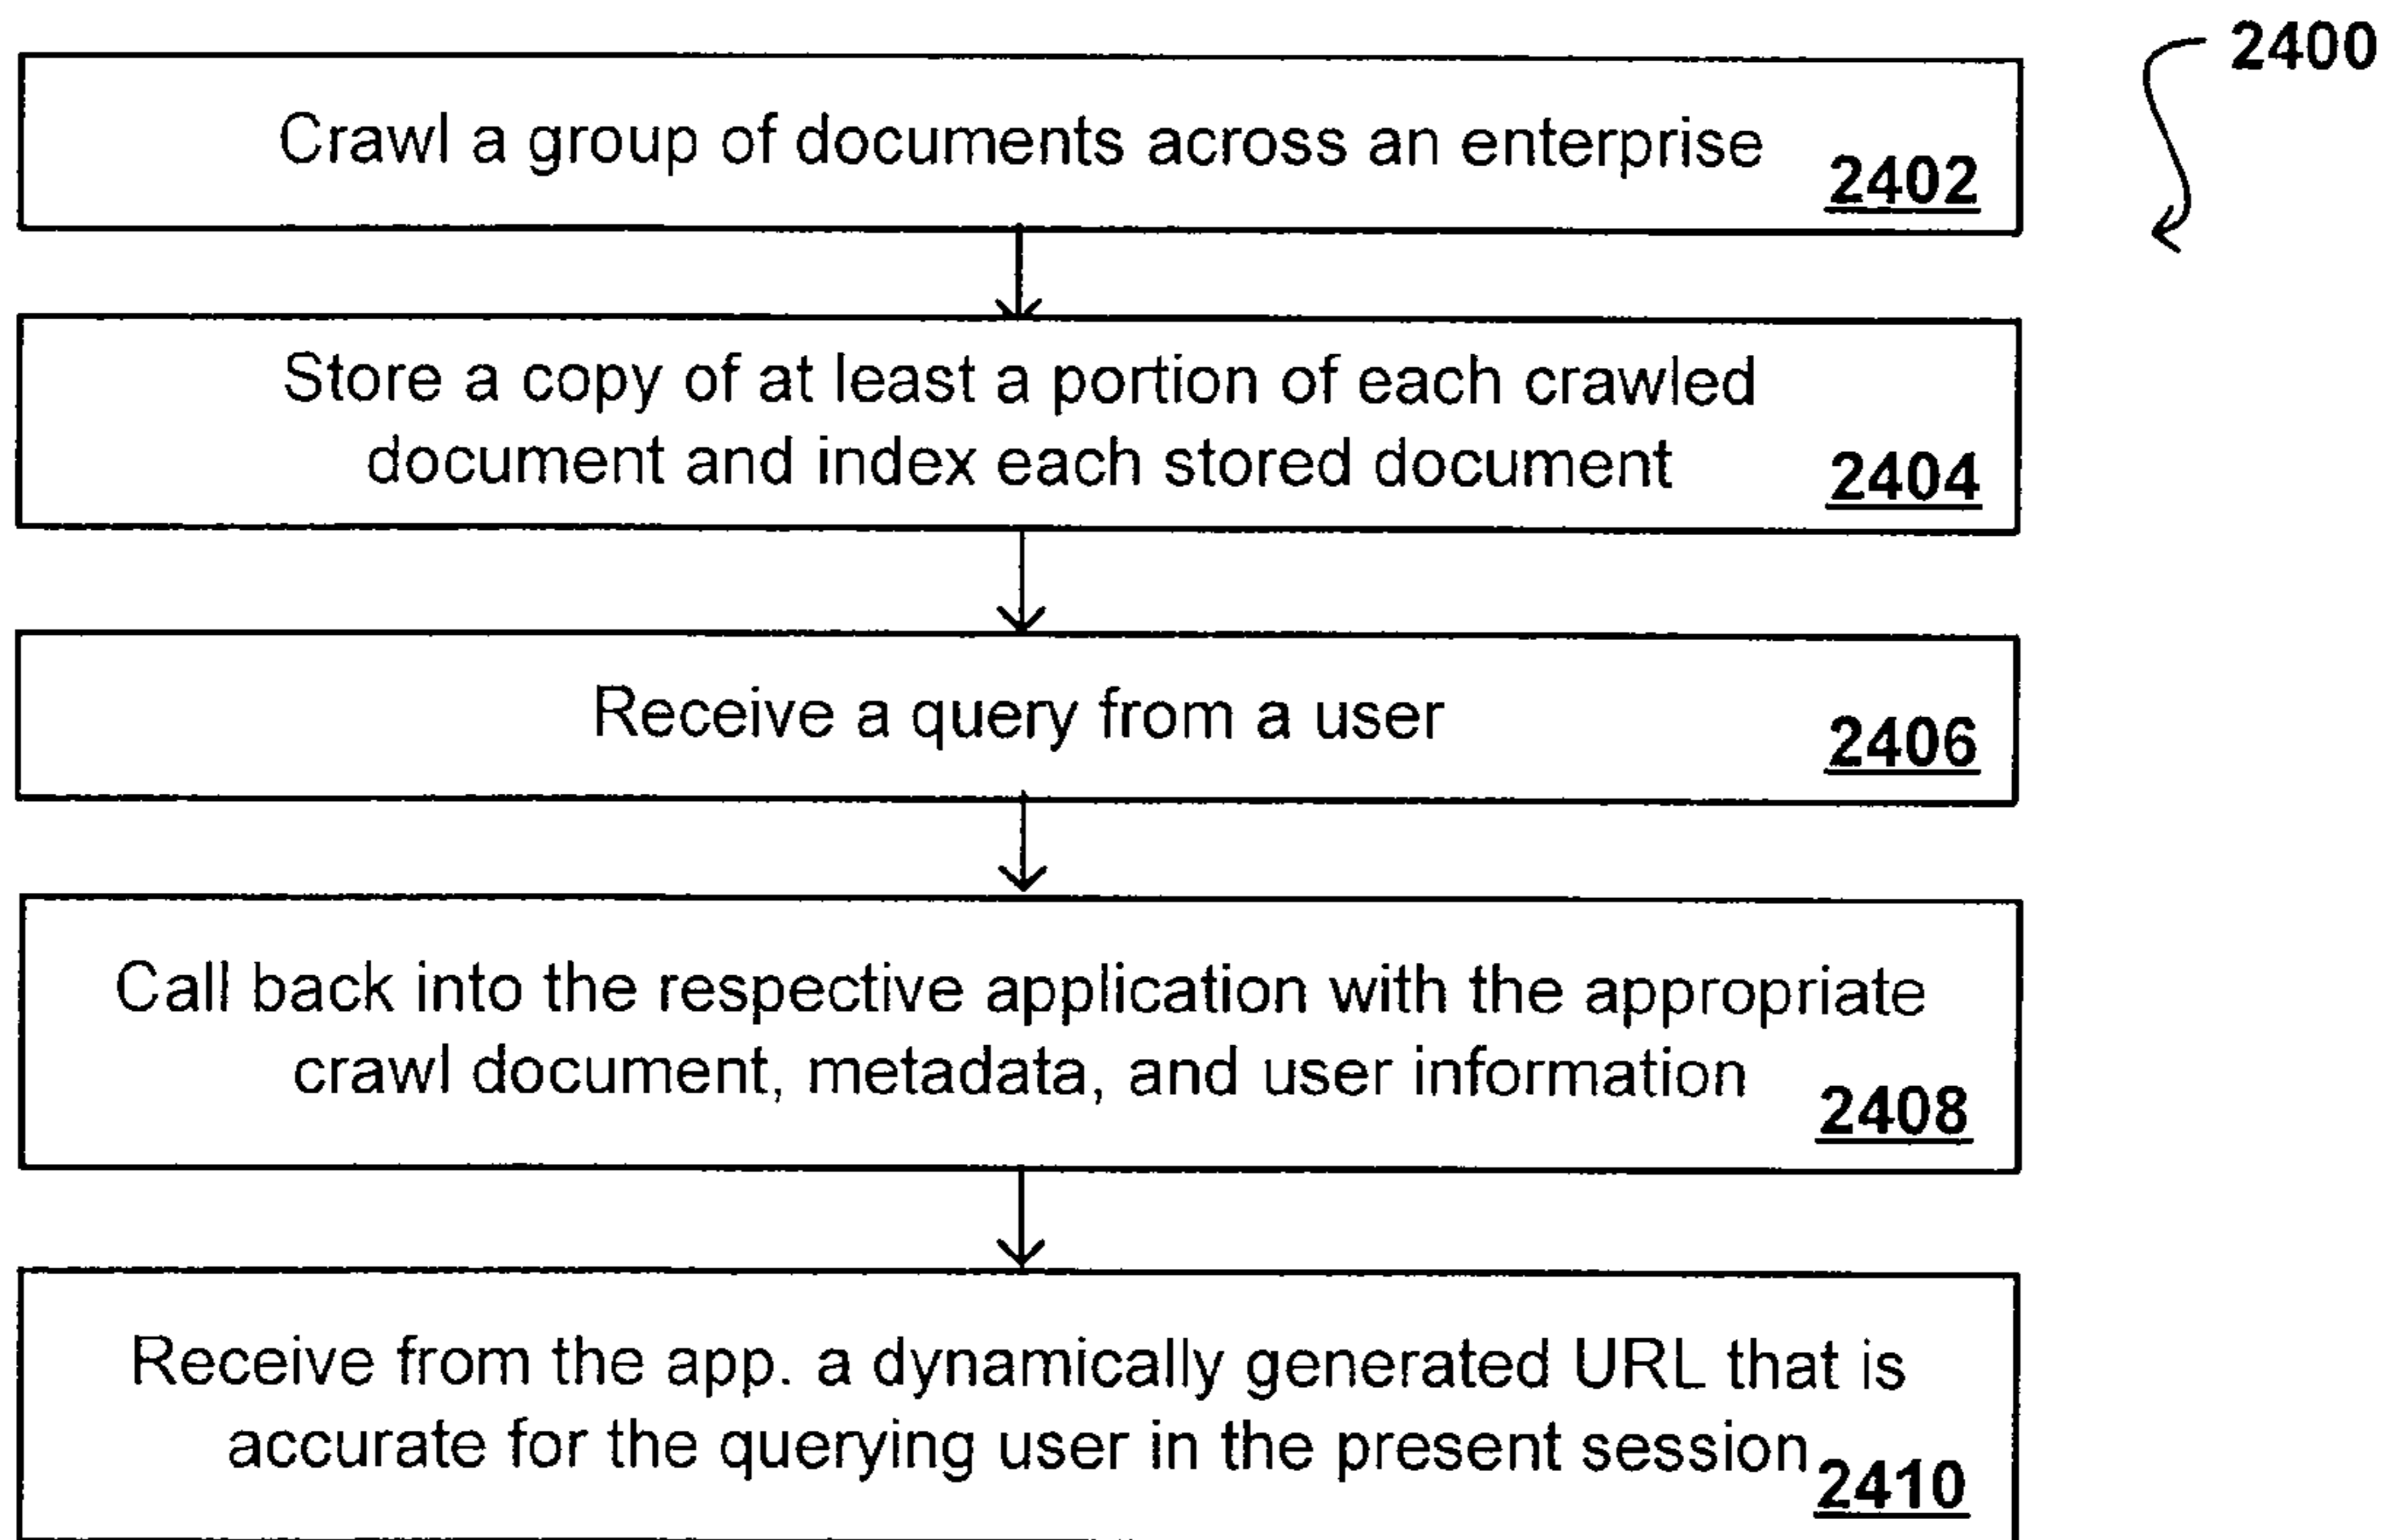 2400
Crawl a group of documents across an enterprise
2402
Store a copy of at least a portion of each crawled
document and index each stored document
2404
Receive a query from a user
2406
Call back into the respective application with the appropriate
crawl document, metadata, and user information
2408
Receive from the app. a dynamically generated URL that is
accurate for the querying user in the present session
2410